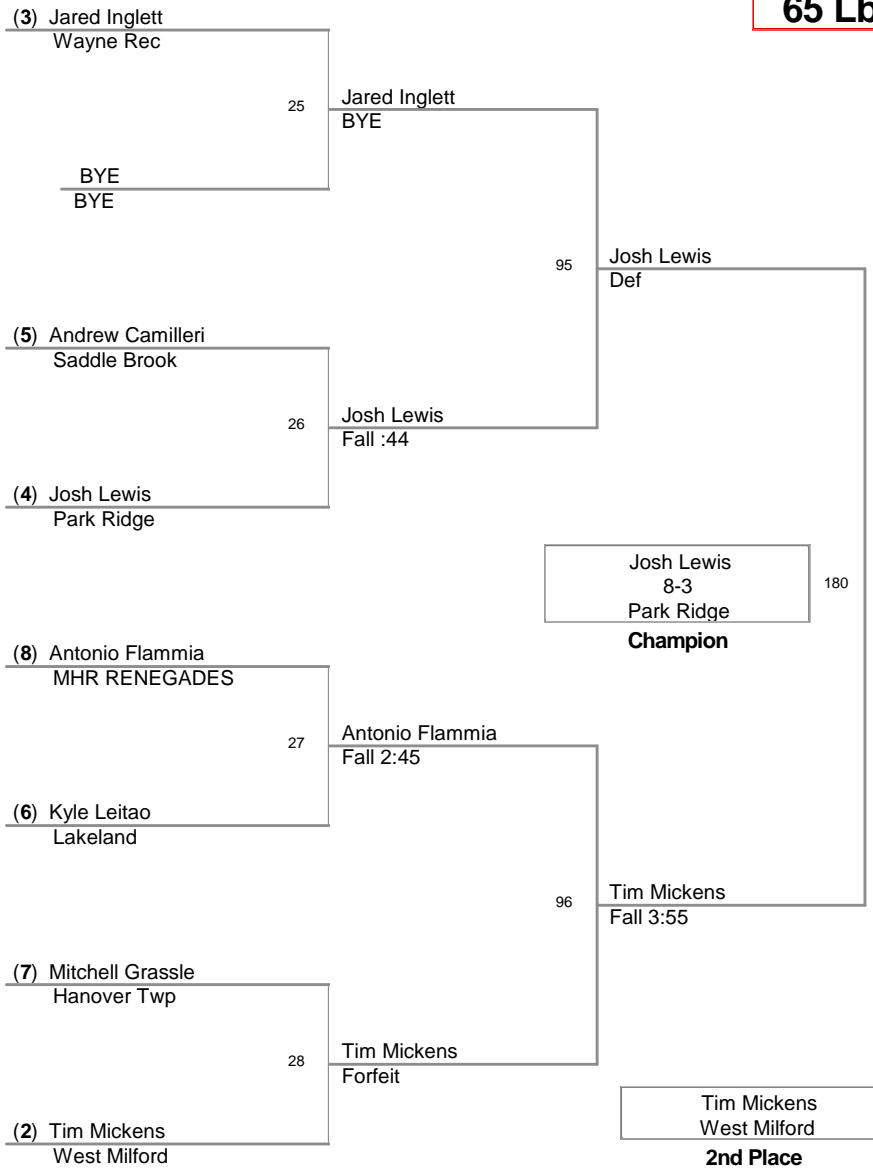 65 Lb
(3) Jared Inglett
Wayne Rec
25
Jared Inglett
BYE
BYE
BYE
95
Josh Lewis
Def
(5) Andrew Camilleri
Saddle Brook
26
Josh Lewis
Fall :44
(4) Josh Lewis
Park Ridge
Josh Lewis
8-3
Park Ridge
180
Champion
(8) Antonio Flammia
MHR RENEGADES
27
Antonio Flammia
Fall 2:45
(6) Kyle Leitao
Lakeland
96
Tim Mickens
Fall 3:55
(7) Mitchell Grassle
Hanover Twp
28
Tim Mickens
Forfeit
(2) Tim Mickens
West Milford
Tim Mickens
West Milford
2nd Place